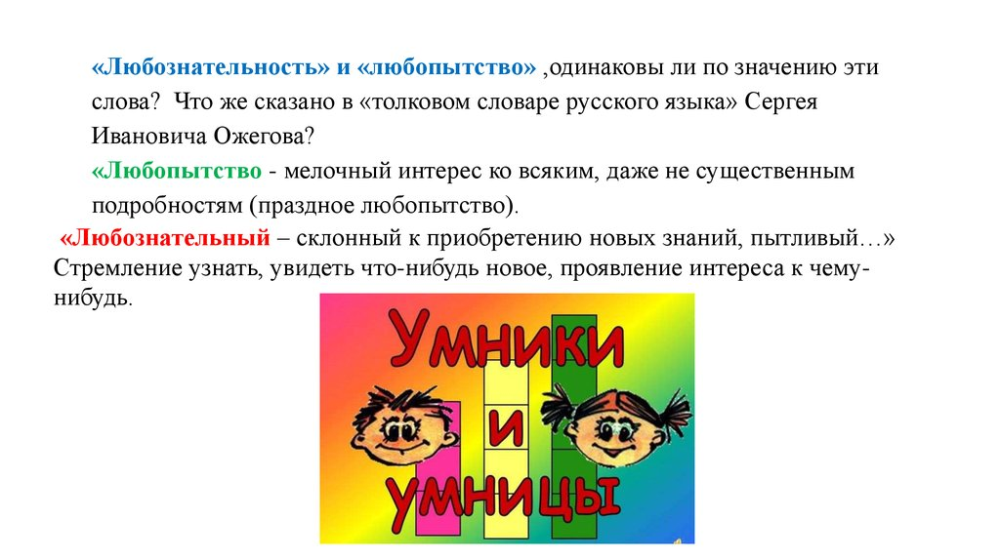 «Любознательность» и «любопытство» ,одинаковы ли по значению эти
слова? Что же сказано в «толковом словаре русского языка» Сергея
Ивановича Ожегова?
«Любопытство - мелочный интерес ко всяким, даже не существенным
подробностям (праздное любопытство).
«Любознательный – склонный к приобретению новых знаний, пытливый…»
Стремление узнать, увидеть что-нибудь новое, проявление интереса к чему-
нибудь.
Умники
и
умницы